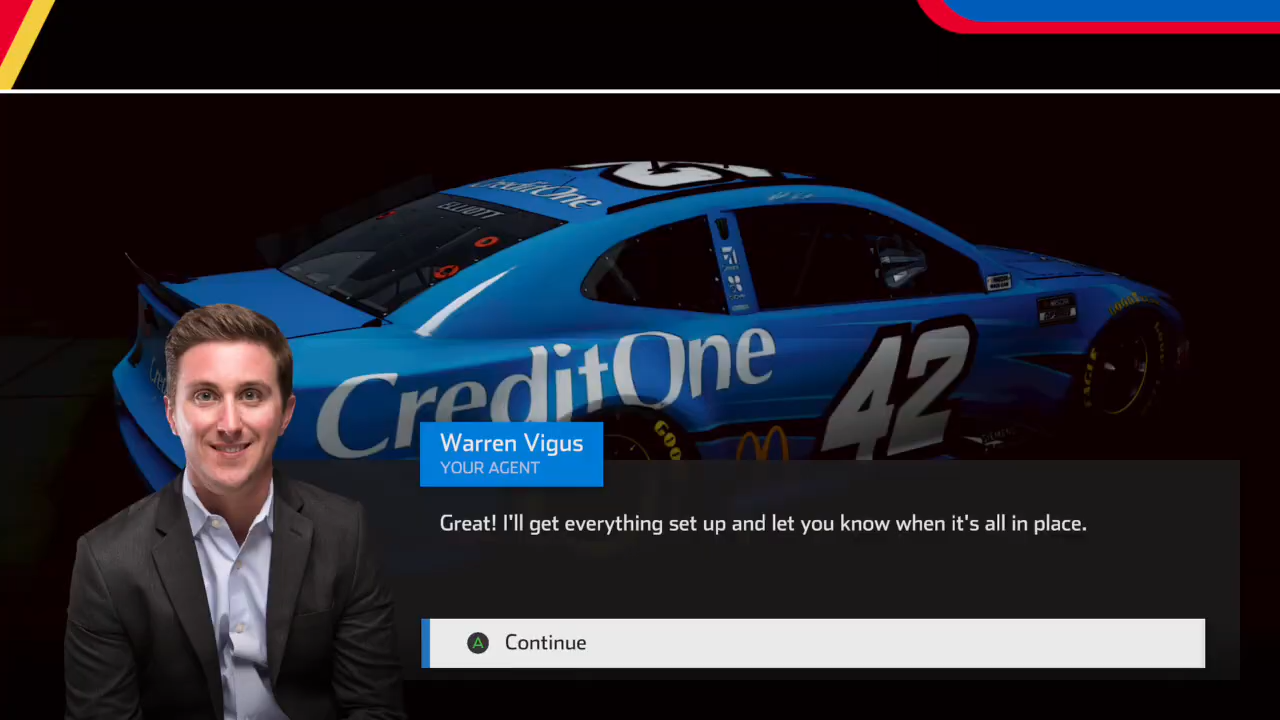 CreditOne
ELLIOTT
CreditOne
42
Warren Vigus
YOUR AGENT
Great! I'll get everything set up and let you know when it's all in place.
A Continue